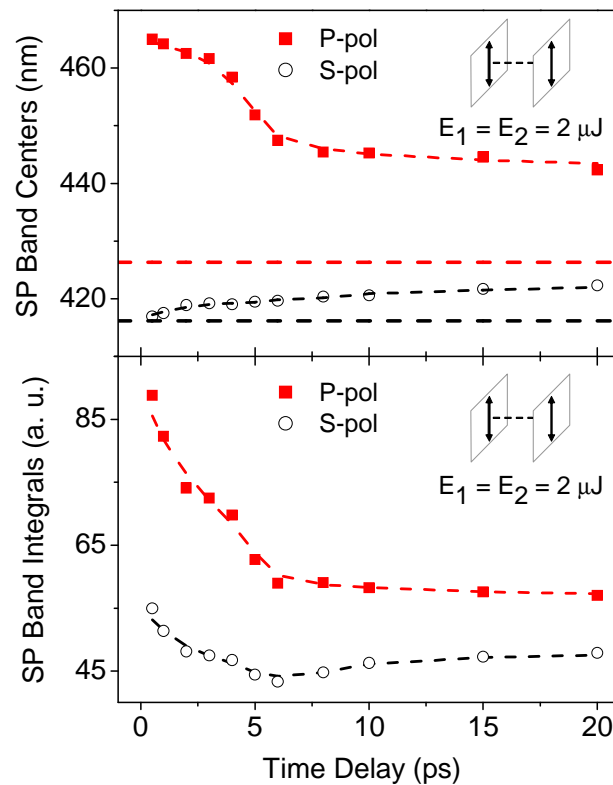 SP Band Centers (nm)
460
440
420
P-pol
S-pol
E1 = E2 = 2 μJ
SP Band Integrals (a. u.)
85
65
45
P-pol
S-pol
E1 = E2 = 2 μJ
0 5 10 15 20
Time Delay (ps)